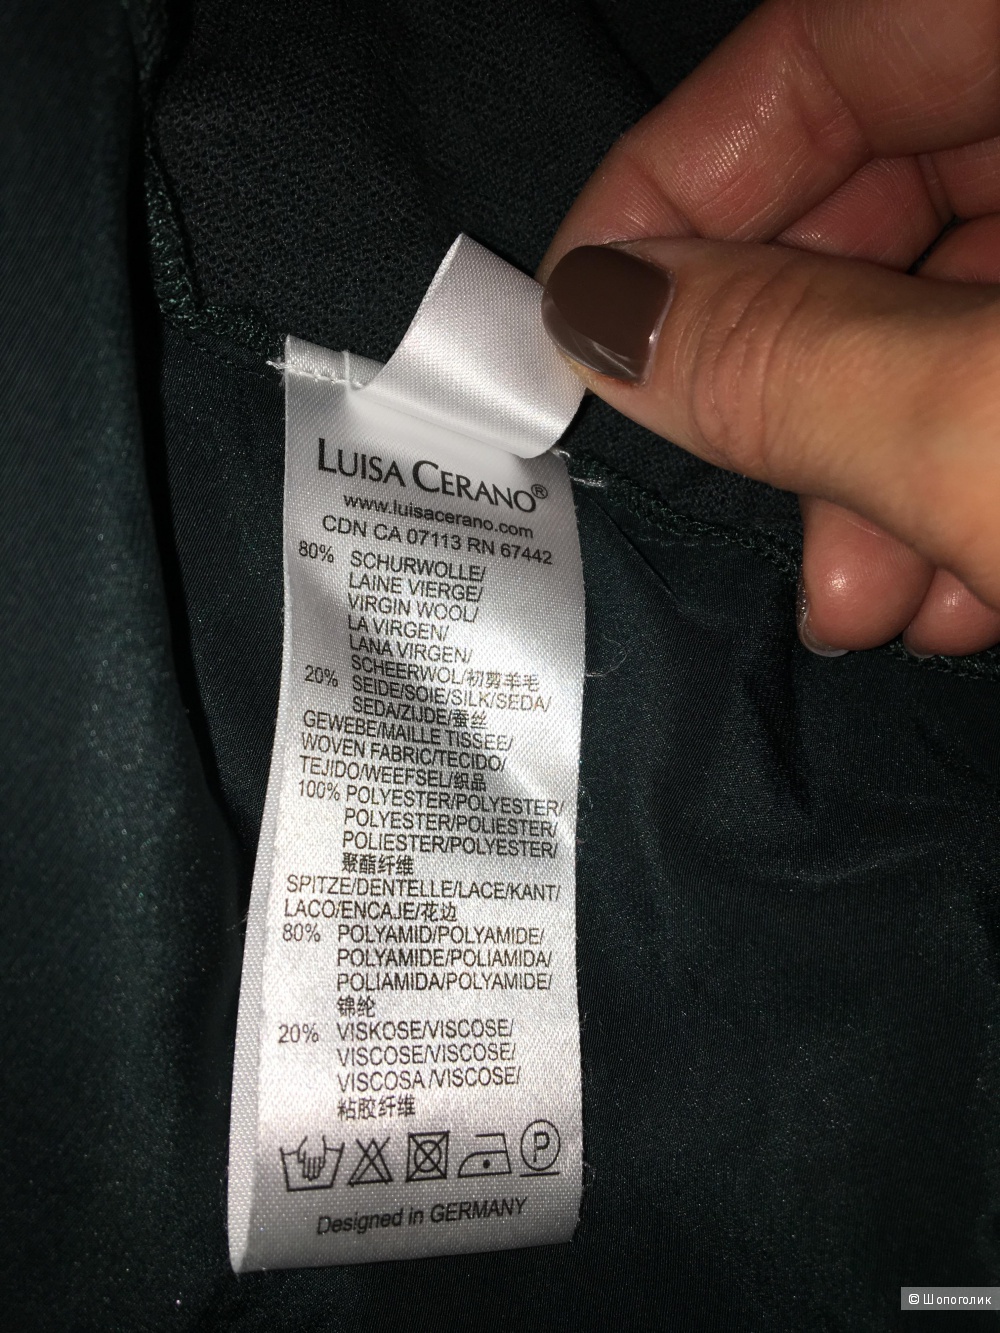 LUISA CERANO®
www.luisacerano.com
CDN CA 07113 RN 67442
80% SCHURWOLLE/
LAINE VIERGE/
VIRGIN WOOL/
LA VIRGEN/
LANA VIRGEN/
SCHEERWOL/初剪羊毛
20% SEIDE/SOIE/SILK/SEDA/
SEDA/ZIJDE/蚕丝
GEWEBE/MAILLE TISSEE/
WOVEN FABRIC/TECIDO/
TEJIDO/WEEFSEL/织品
100% POLYESTER/POLYESTER/
POLYESTER/POLIESTER/
POLIESTER/POLYESTER/
聚酯纤维
SPITZE/DENTELLE/LACE/KANT/
LACO/ENCAJE/花边
80% POLYAMID/POLYAMIDE/
POLYAMIDE/POLIAMIDA/
POLIAMIDA/POLYAMIDE/
锦纶
20% VISKOSE/VISCOSE/
VISCOSE/VISCOSE/
VISCOSA/VISCOSE/
粘胶纤维
P
Designed in GERMANY
© Шопоголик